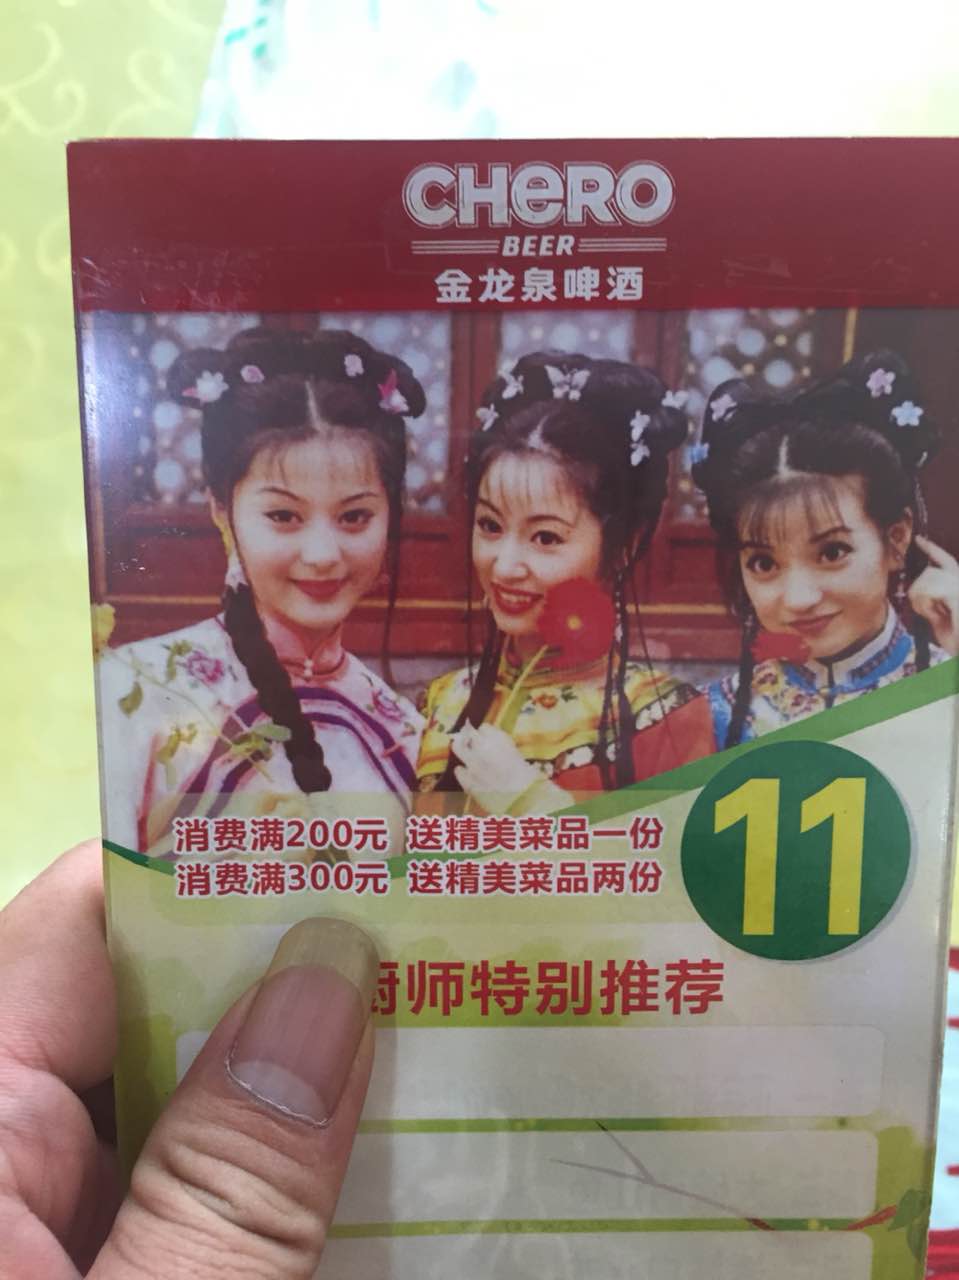 CHERO
BEER
金龙泉啤酒
消费满200元 送精美菜品一份
消费满300元 送精美菜品两份
11
厨师特别推荐